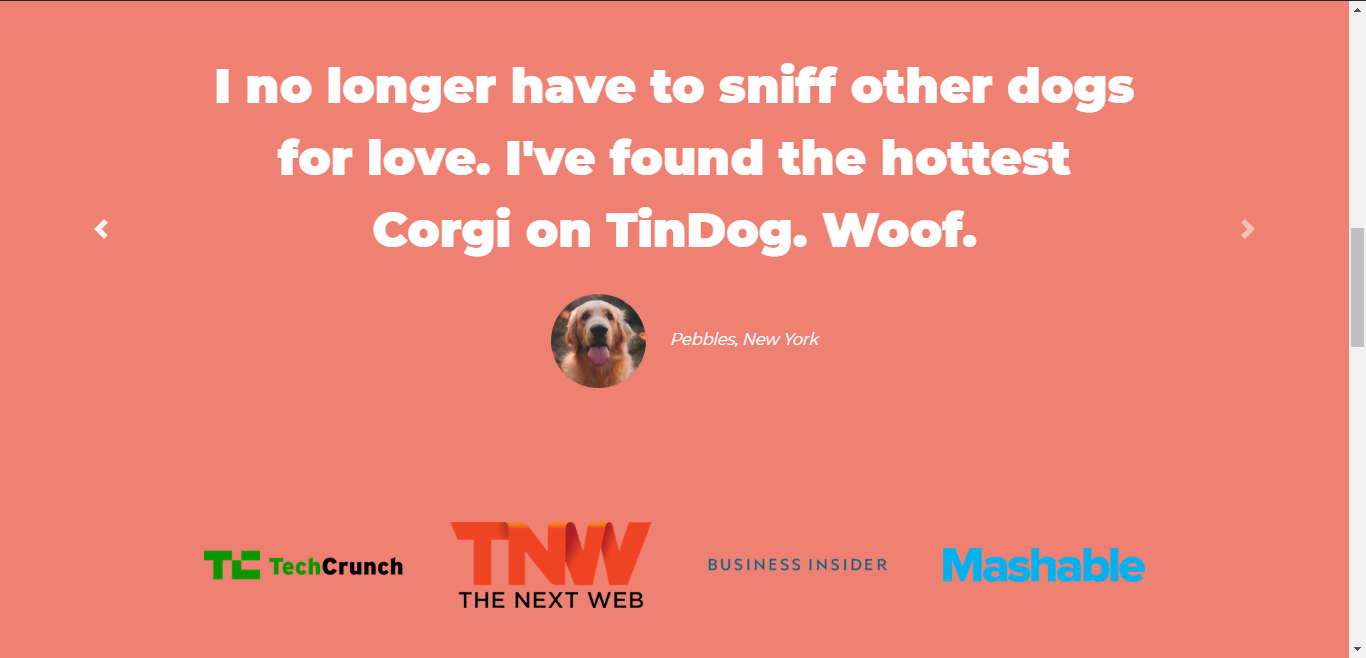 I no longer have to sniff other dogs
for love. I've found the hottest
Corgi on TinDog. Woof.
Pebbles, New York
TC TechCrunch
TNW
THE NEXT WEB
BUSINESS INSIDER
Mashable